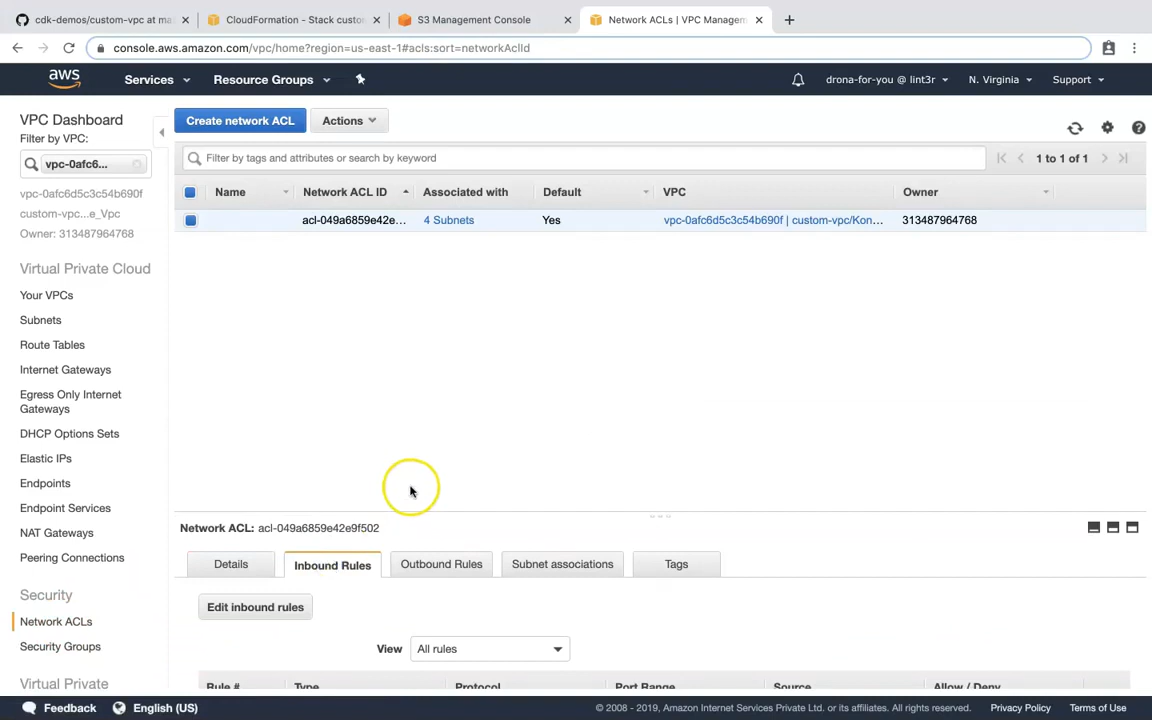 cdk-demos/custom-vpc at ma
CloudFormation - Stack custo
S3 Management Console
Network ACLs | VPC Managem
console.aws.amazon.com/vpc/home?region=us-east-1#acls:sort=networkAclId
aws
Services
Resource Groups
drona-for-you @ lint3r
N. Virginia
Support
VPC Dashboard
Filter by VPC:
vpc-0afc6...
vpc-0afc6d5c3c54b690f
custom-vpc...e_Vpc
Owner: 313487964768
Virtual Private Cloud
Your VPCs
Subnets
Route Tables
Internet Gateways
Egress Only Internet
Gateways
DHCP Options Sets
Elastic IPs
Endpoints
Endpoint Services
NAT Gateways
Peering Connections
Security
Network ACLs
Security Groups
Virtual Private
Create network ACL
Actions
Filter by tags and attributes or search by keyword
1 to 1 of 1
Name
Network ACL ID
Associated with
Default
VPC
Owner
acl-049a6859e42e...
4 Subnets
Yes
vpc-0afc6d5c3c54b690f | custom-vpc/Kon...
313487964768
Network ACL: acl-049a6859e42e9f502
Details
Inbound Rules
Outbound Rules
Subnet associations
Tags
Edit inbound rules
View
All rules
Rule #
Type
Protocol
Port Range
Source
Allow / Deny
Feedback
English (US)
© 2008 - 2019, Amazon Internet Services Private Ltd. or its affiliates. All rights reserved.
Privacy Policy
Terms of Use